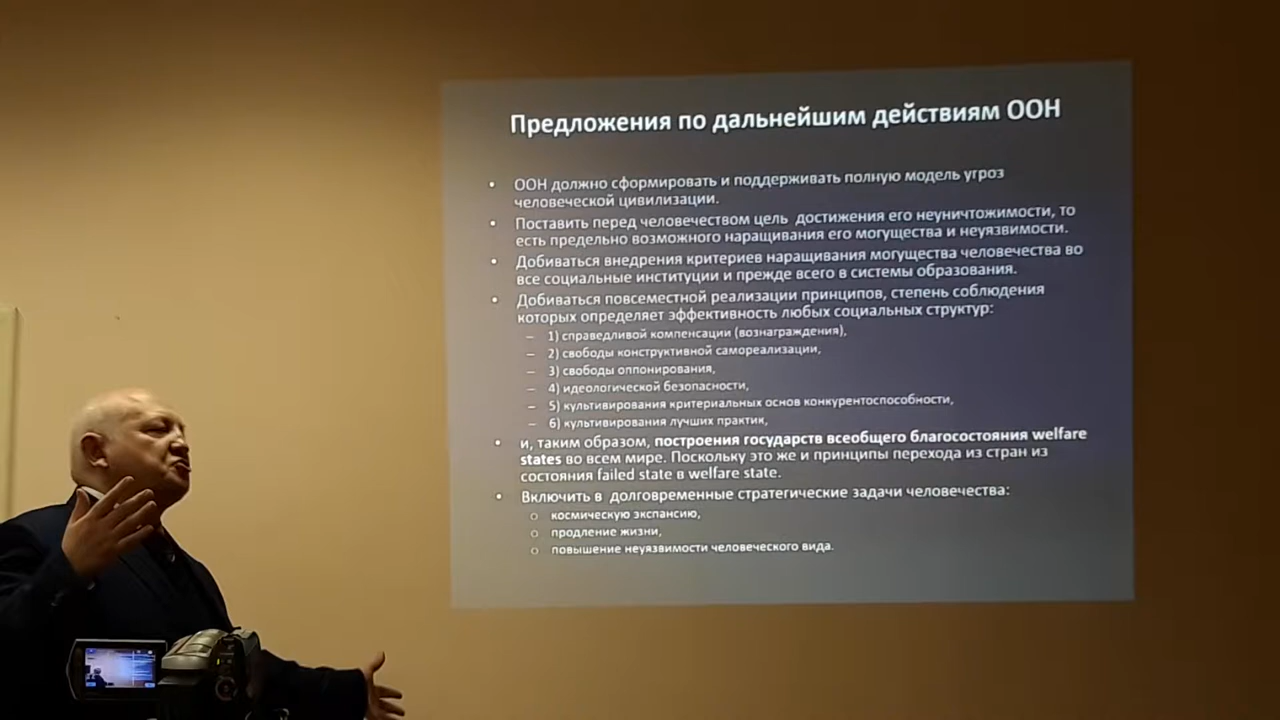 Предложения по дальнейшим действиям ООН
• ООН должно сформировать и поддерживать полную модель угроз
человеческой цивилизации.
• Поставить перед человечеством цель достижения его неуничтожимости, то
есть предельно возможного наращивания его могущества и неуязвимости.
• Добиваться внедрения критериев наращивания могущества человечества во
все социальные институции и прежде всего в системы образования.
• Добиваться повсеместной реализации принципов, степень соблюдения
которых определяет эффективность любых социальных структур:
– 1) справедливой компенсации (вознаграждения),
– 2) свободы конструктивной самореализации,
– 3) свободы оппонирования,
– 4) идеологической безопасности,
– 5) культивирования критериальных основ конкурентоспособности,
– 6) культивирования лучших практик,
• и, таким образом, построения государств всеобщего благосостояния welfare
states во всем мире. Поскольку это же и принципы перехода из стран из
состояния failed state в welfare state.
• Включить в долговременные стратегические задачи человечества:
o космическую экспансию,
o продление жизни,
o повышение неуязвимости человеческого вида.